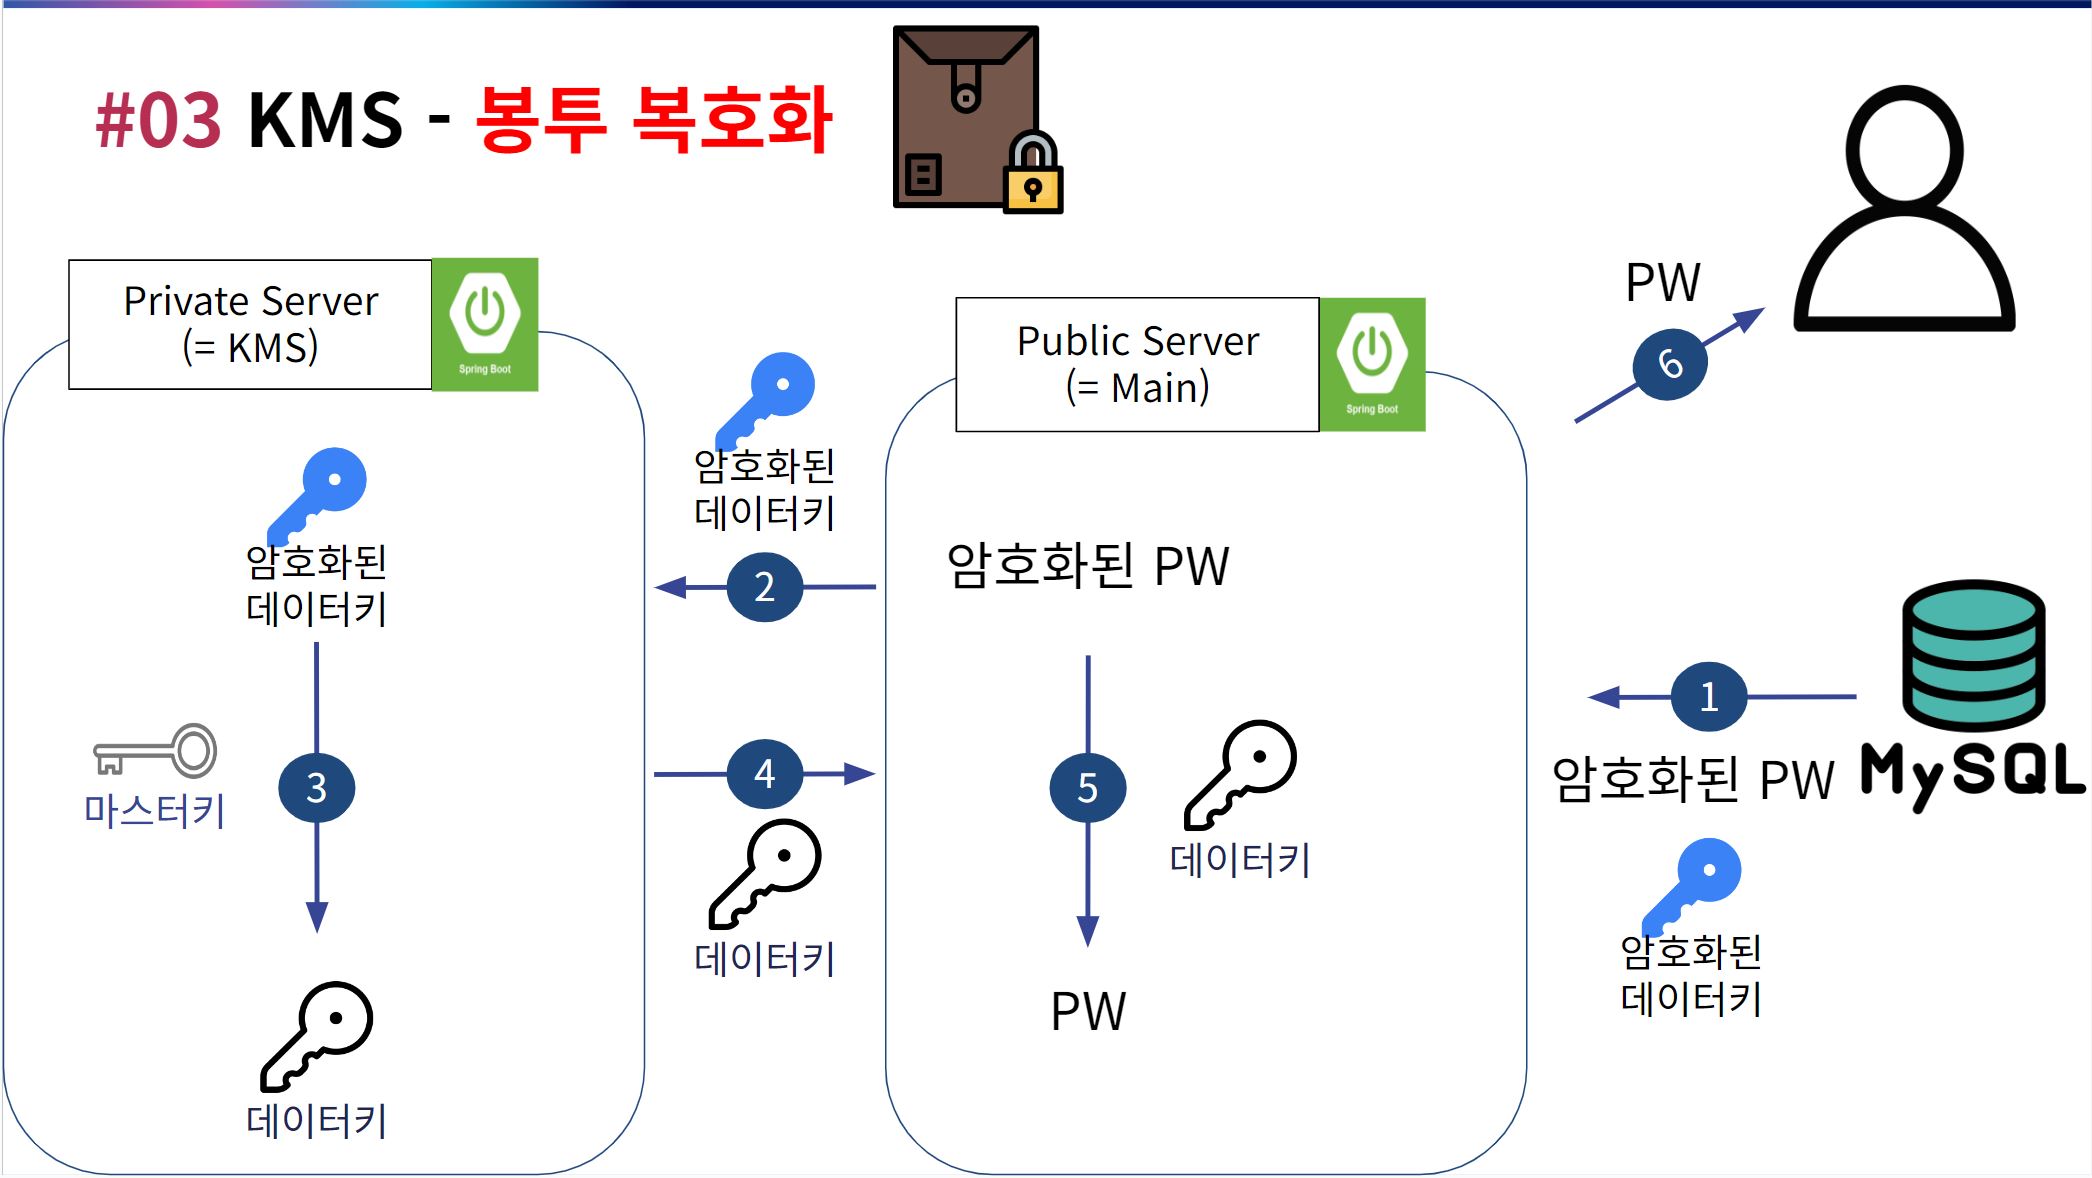 #03 KMS - 봉투 복호화
Private Server
(= KMS)
Spring Boot
암호화된
데이터키
마스터키
3
데이터키
암호화된
데이터키
2
4
데이터키
Public Server
(= Main)
Spring Boot
암호화된 PW
5
데이터키
PW
PW
6
1
암호화된 PW
MySQL
암호화된
데이터키